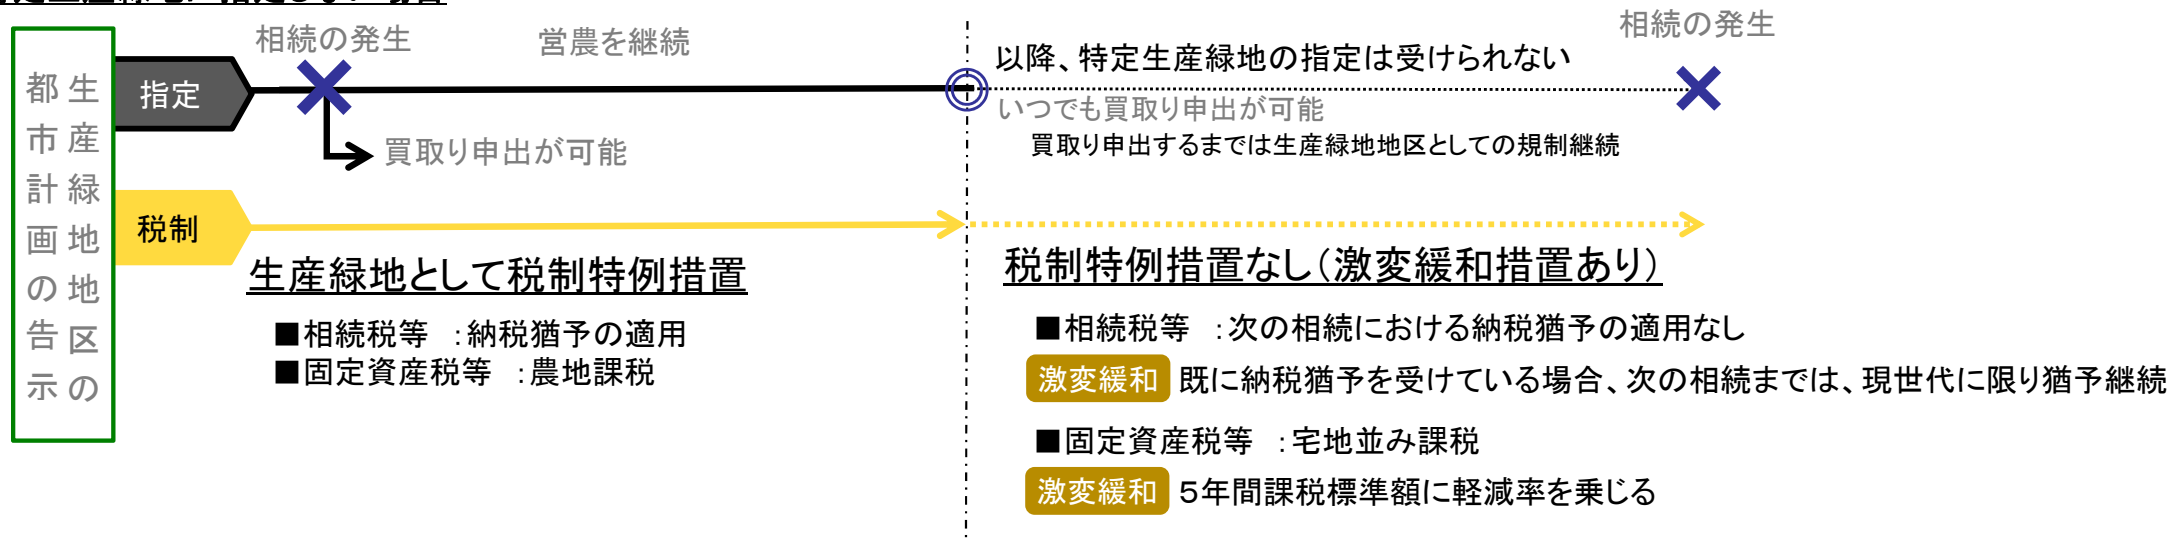 相続の発生
営農を継続
相続の発生
以降、特定生産緑地の指定は受けられない
生産緑地地区の
都市計画の告示
指定
いつでも買取り申出が可能
買取り申出するまでは生産緑地地区としての規制継続
買取り申出が可能
税制
生産緑地として税制特例措置
■相続税等 :納税猶予の適用
■固定資産税等 :農地課税
税制特例措置なし(激変緩和措置あり)
■相続税等 :次の相続における納税猶予の適用なし
激変緩和 既に納税猶予を受けている場合、次の相続までは、現世代に限り猶予継続
■固定資産税等 :宅地並み課税
激変緩和 5年間課税標準額に軽減率を乗じる